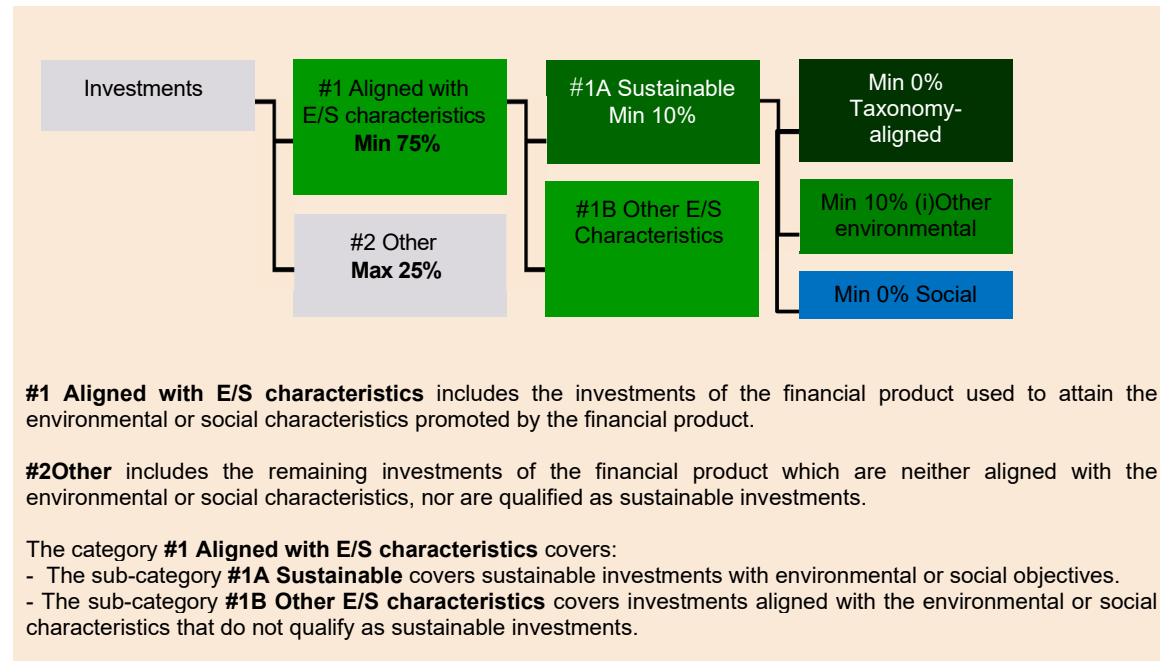 Investments
#1 Aligned with
E/S characteristics
Min 75%
#2 Other
Max 25%
#1A Sustainable
Min 10%
#1B Other E/S
Characteristics
Min 0%
Taxonomy-
aligned
Min 10% (i)Other
environmental
Min 0% Social
#1 Aligned with E/S characteristics includes the investments of the financial product used to attain the
environmental or social characteristics promoted by the financial product.
#2Other includes the remaining investments of the financial product which are neither aligned with the
environmental or social characteristics, nor are qualified as sustainable investments.
The category #1 Aligned with E/S characteristics covers:
- The sub-category #1A Sustainable covers sustainable investments with environmental or social objectives.
- The sub-category #1B Other E/S characteristics covers investments aligned with the environmental or social
characteristics that do not qualify as sustainable investments.